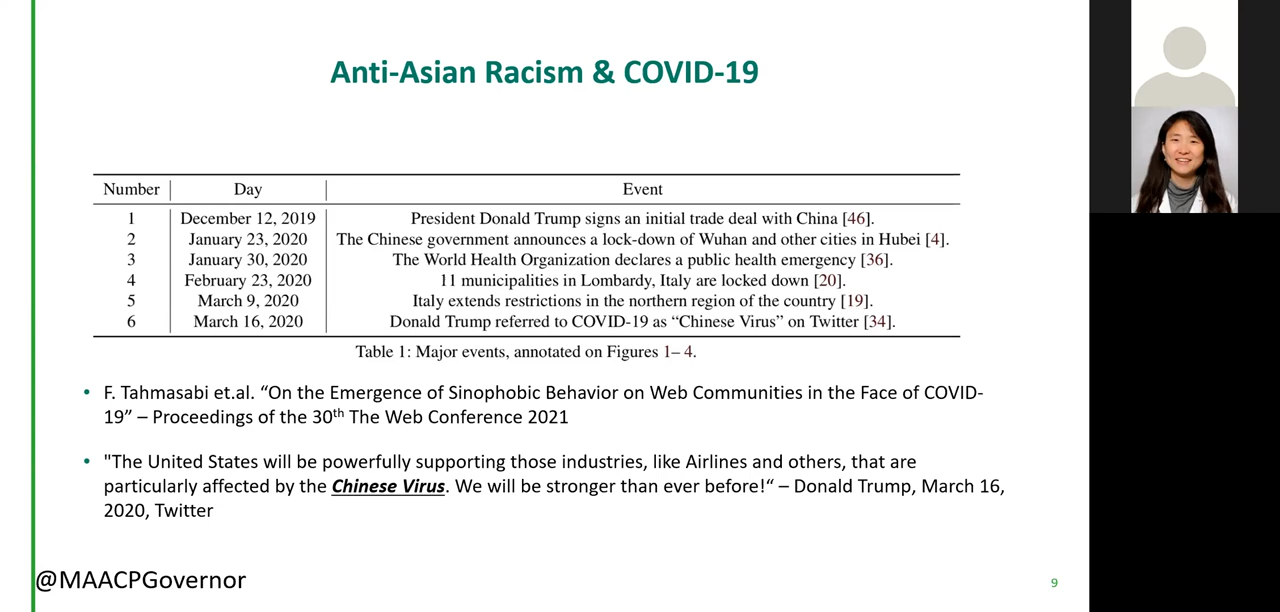 Anti-Asian Racism & COVID-19
Number Day Event
1 December 12, 2019 President Donald Trump signs an initial trade deal with China [46].
2 January 23, 2020 The Chinese government announces a lock-down of Wuhan and other cities in Hubei [4].
3 January 30, 2020 The World Health Organization declares a public health emergency [36].
4 February 23, 2020 11 municipalities in Lombardy, Italy are locked down [20].
5 March 9, 2020 Italy extends restrictions in the northern region of the country [19].
6 March 16, 2020 Donald Trump referred to COVID-19 as “Chinese Virus” on Twitter [34].
Table 1: Major events, annotated on Figures 1– 4.
• F. Tahmasabi et.al. “On the Emergence of Sinophobic Behavior on Web Communities in the Face of COVID-
19” – Proceedings of the 30th The Web Conference 2021
• "The United States will be powerfully supporting those industries, like Airlines and others, that are
particularly affected by the Chinese Virus. We will be stronger than ever before!“ – Donald Trump, March 16,
2020, Twitter
@MAACPGovernor
9